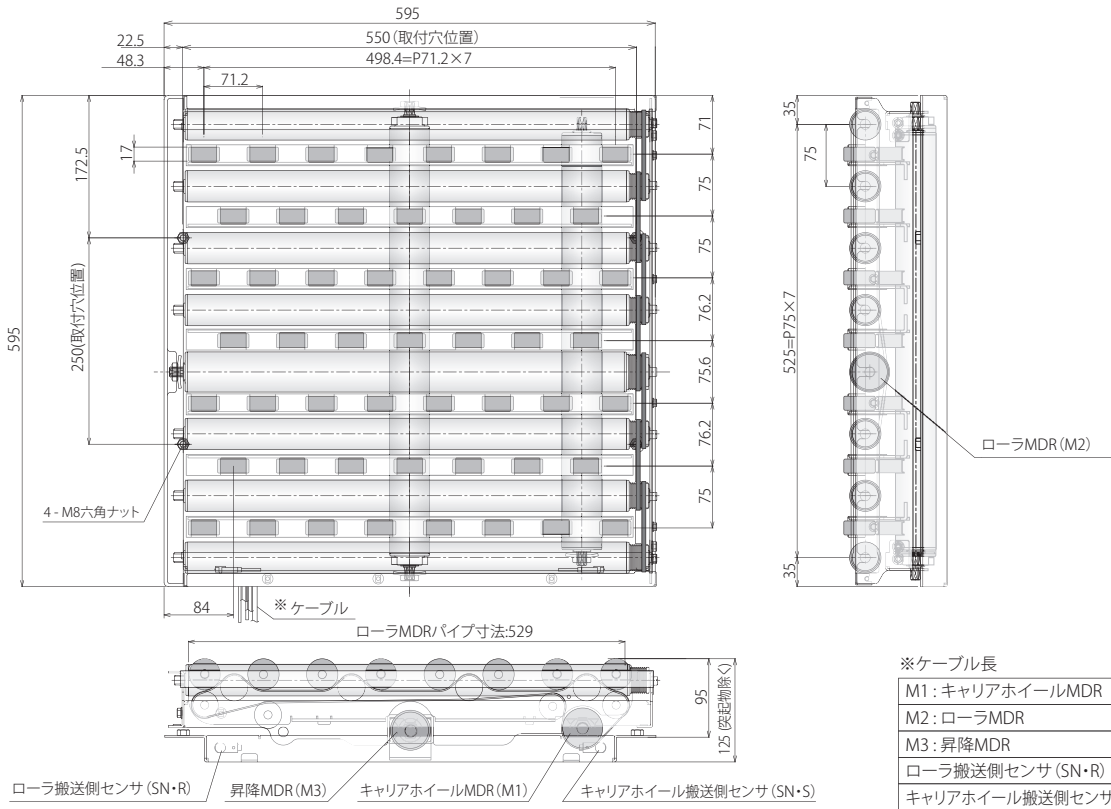 595
550 (取付穴位置)
22.5
498.4=P71.2×7
48.3
71.2
595
172.5
17
250(取付穴位置)
71
75
75
76.2
75.6
76.2
75
4 - M8六角ナット
84
※ ケーブル
35
75
525=P75×7
35
ローラMDR (M2)
ローラMDRパイプ寸法:529
95
125 (突起物除く)
ローラ搬送側センサ (SN・R)
昇降MDR (M3)
キャリアホイールMDR (M1)
キャリアホイール搬送側センサ (SN・S)
※ケーブル長
M1 : キャリアホイールMDR
M2 : ローラMDR
M3 : 昇降MDR
ローラ搬送側センサ (SN・R)
キャリアホイール搬送側センサ